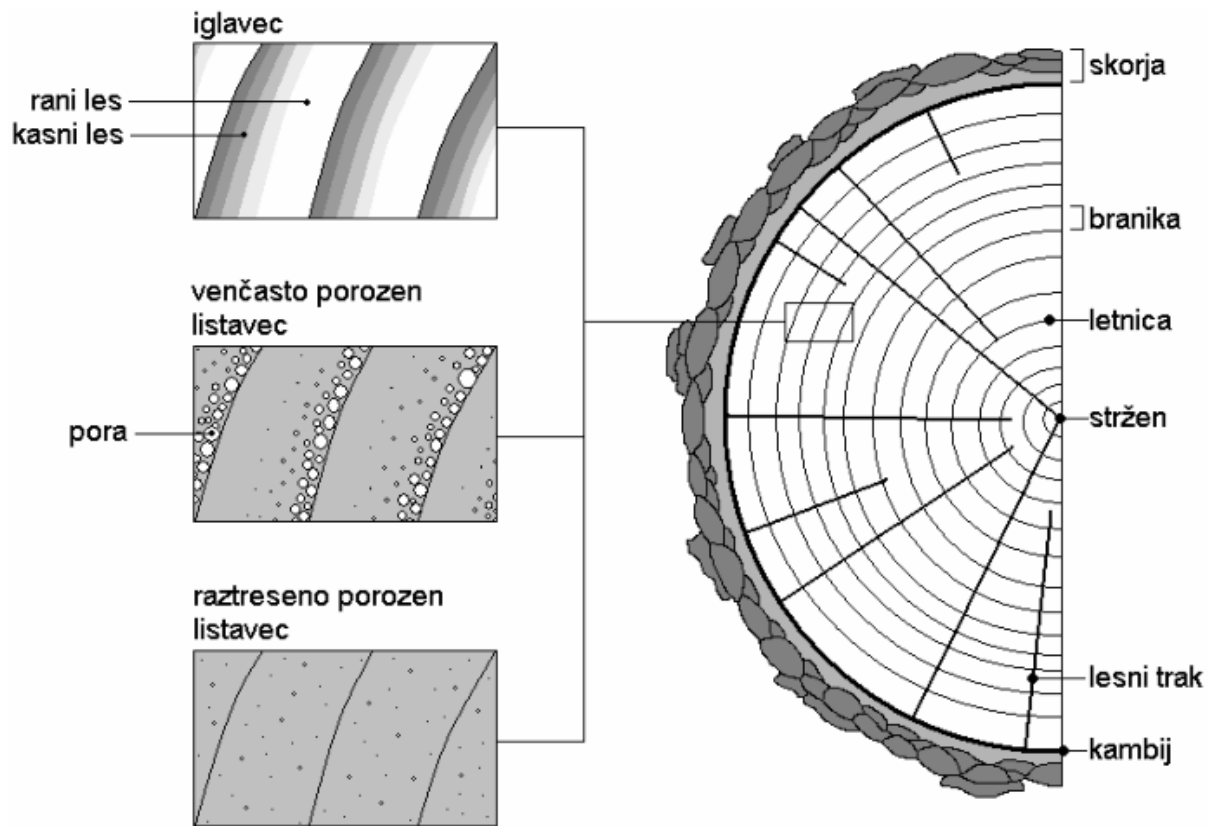 iglavec
rani les
kasni les
venčasto porozen
listavec
pora
raztreseno porozen
listavec
skorja
branika
letnica
stržen
lesni trak
kambij